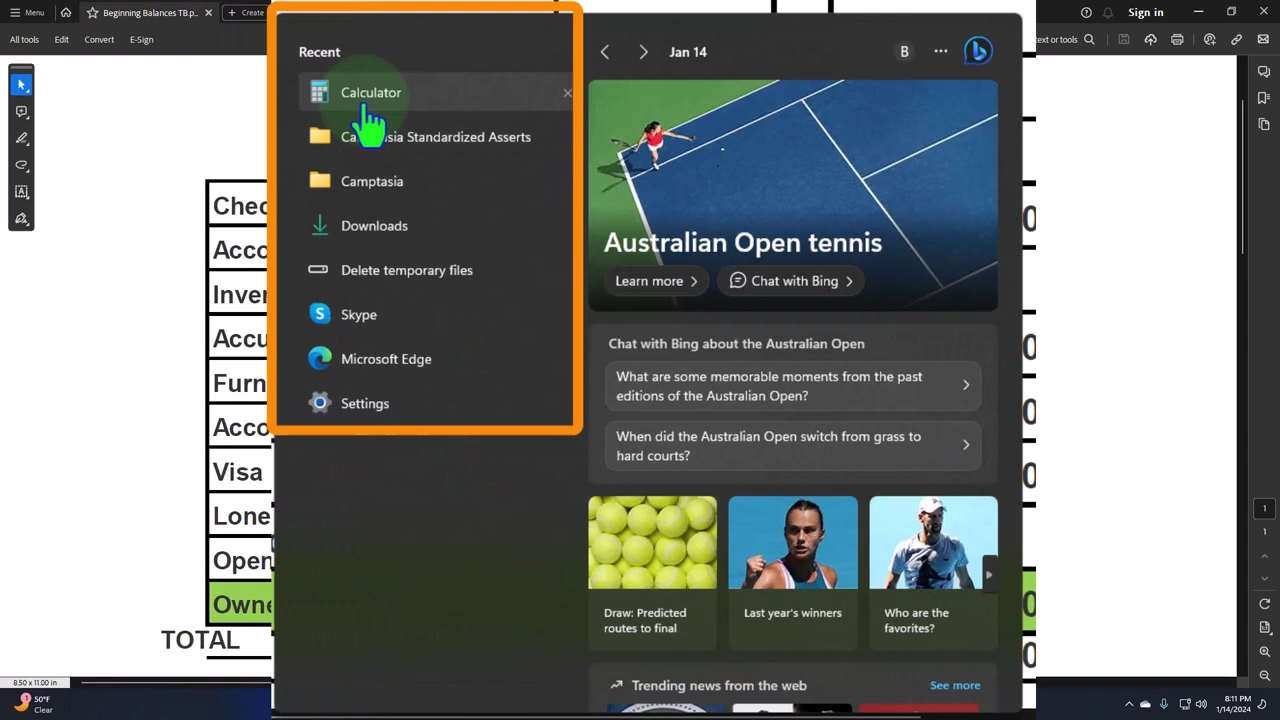 Menu
Beginning Balances TB.p...
Create
Sign in
All tools
Edit
Convert
E-Sign
text or tools
Recent
Calculator
Standardized Asserts
Camptasia
Downloads
Delete temporary files
Skype
Microsoft Edge
Settings
Jan 14
B
Australian Open tennis
Learn more
Chat with Bing
Chat with Bing about the Australian Open
What are some memorable moments from the past
editions of the Australian Open?
When did the Australian Open switch from grass to
hard courts?
Draw: Predicted
routes to final
Last year's winners
Who are the
favorites?
Trending news from the web
See more
Chec
Acco
Inver
Accu
Furn
Acco
Visa
Lone
Open
Owne
TOTAL
1
1
8.50 x 11.00 in
1
50°F
Clear
8:11 PM
1/14/2024